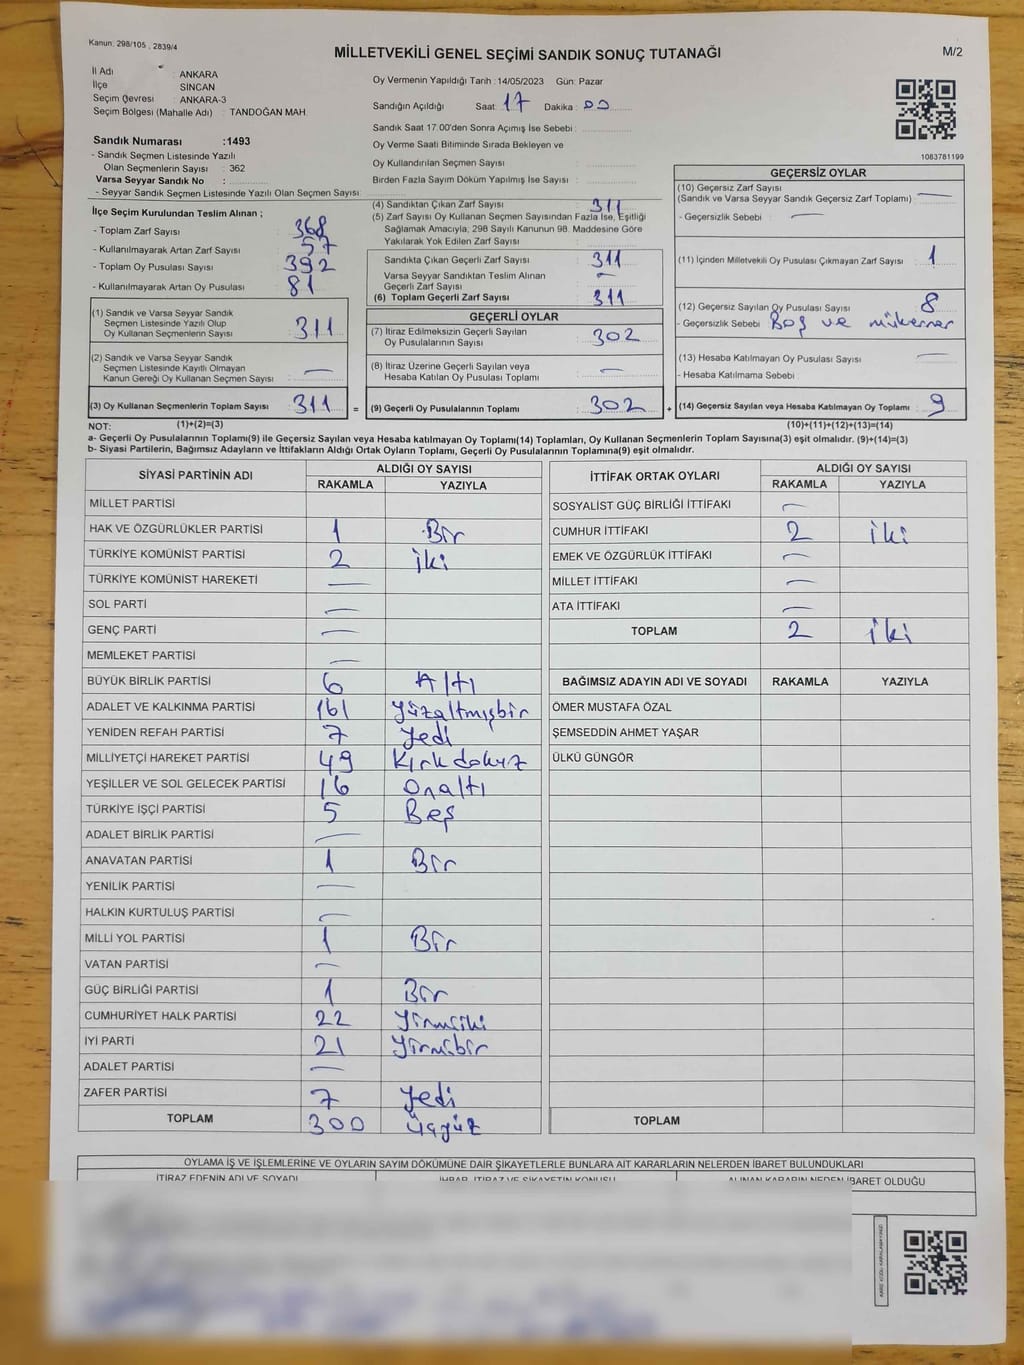 Kanun: 298/105 , 2839/4
MİLLETVEKİLİ GENEL SEÇİMİ SANDIK SONUÇ TUTANAĞI
M/2
İl Adı : ANKARA
İlçe : SİNCAN
Seçim Çevresi : ANKARA-3
Seçim Bölgesi (Mahalle Adı) : TANDOĞAN MAH.
Oy Vermenin Yapıldığı Tarih :14/05/2023 Gün: Pazar
Sandığın Açıldığı Saat: 17 Dakika : 00
Sandık Saat 17.00'den Sonra Açımış İse Sebebi :
Oy Verme Saati Bitiminde Sırada Bekleyen ve
Oy Kullandırılan Seçmen Sayısı :
Birden Fazla Sayım Döküm Yapılmış İse Sayısı :
1083781199
Sandık Numarası :1493
- Sandık Seçmen Listesinde Yazılı
Olan Seçmenlerin Sayısı : 362
Varsa Seyyar Sandık No :
- Seyyar Sandık Seçmen Listesinde Yazılı Olan Seçmen Sayısı:
İlçe Seçim Kurulundan Teslim Alınan ;
- Toplam Zarf Sayısı : 368
- Kullanılmayarak Artan Zarf Sayısı : 57
- Toplam Oy Pusulası Sayısı : 392
- Kullanılmayarak Artan Oy Pusulası : 81
(1) Sandık ve Varsa Seyyar Sandık
Seçmen Listesinde Yazılı Olup
Oy Kullanan Seçmenlerin Sayısı : 311
(2) Sandık ve Varsa Seyyar Sandık
Seçmen Listesinde Kayıtlı Olmayan
Kanun Gereği Oy Kullanan Seçmen Sayısı : —
(3) Oy Kullanan Seçmenlerin Toplam Sayısı : 311 =
(4) Sandıktan Çıkan Zarf Sayısı : 311
(5) Zarf Sayısı Oy Kullanan Seçmen Sayısından Fazla İse, Eşitliği
Sağlamak Amacıyla, 298 Sayılı Kanunun 98. Maddesine Göre
Yakılarak Yok Edilen Zarf Sayısı :
Sandıkta Çıkan Geçerli Zarf Sayısı : 311
Varsa Seyyar Sandıktan Teslim Alınan
Geçerli Zarf Sayısı : —
(6) Toplam Geçerli Zarf Sayısı : 311
GEÇERLİ OYLAR
(7) İtiraz Edilmeksizin Geçerli Sayılan
Oy Pusulalarının Sayısı : 302
(8) İtiraz Üzerine Geçerli Sayılan veya
Hesaba Katılan Oy Pusulası Toplamı : —
(9) Geçerli Oy Pusulalarının Toplamı : 302 +
GEÇERSİZ OYLAR
(10) Geçersiz Zarf Sayısı : —
(Sandık ve Varsa Seyyar Sandık Geçersiz Zarf Toplamı)
- Geçersizlik Sebebi : —
(11) İçinden Milletvekili Oy Pusulası Çıkmayan Zarf Sayısı : 1
(12) Geçersiz Sayılan Oy Pusulası Sayısı : 8
- Geçersizlik Sebebi : Boş ve mükerrer
(13) Hesaba Katılmayan Oy Pusulası Sayısı : —
- Hesaba Katılmama Sebebi :
(14) Geçersiz Sayılan veya Hesaba Katılmayan Oy Toplamı : 9
NOT: (1)+(2)=(3) (10)+(11)+(12)+(13)=(14)
a- Geçerli Oy Pusulalarının Toplamı(9) ile Geçersiz Sayılan veya Hesaba katılmayan Oy Toplamı(14) Toplamları, Oy Kullanan Seçmenlerin Toplam Sayısına(3) eşit olmalıdır. (9)+(14)=(3)
b- Siyasi Partilerin, Bağımsız Adayların ve İttifakların Aldığı Ortak Oyların Toplamı, Geçerli Oy Pusulalarının Toplamına(9) eşit olmalıdır.
SİYASİ PARTİNİN ADI ALDIĞI OY SAYISI
RAKAMLA YAZIYLA
MİLLET PARTİSİ
HAK VE ÖZGÜRLÜKLER PARTİSİ 1 Bir
TÜRKİYE KOMÜNİST PARTİSİ 2 iki
TÜRKİYE KOMÜNİST HAREKETİ —
SOL PARTİ —
GENÇ PARTİ —
MEMLEKET PARTİSİ —
BÜYÜK BİRLİK PARTİSİ 6 Altı
ADALET VE KALKINMA PARTİSİ 161 Yüzaltmışbir
YENİDEN REFAH PARTİSİ 7 Yedi
MİLLİYETÇİ HAREKET PARTİSİ 49 Kırkdokuz
YEŞİLLER VE SOL GELECEK PARTİSİ 16 Onaltı
TÜRKİYE İŞÇİ PARTİSİ 5 Beş
ADALET BİRLİK PARTİSİ —
ANAVATAN PARTİSİ 1 Bir
YENİLİK PARTİSİ —
HALKIN KURTULUŞ PARTİSİ —
MİLLİ YOL PARTİSİ 1 Bir
VATAN PARTİSİ —
GÜÇ BİRLİĞİ PARTİSİ 1 Bir
CUMHURİYET HALK PARTİSİ 22 Yirmiiki
İYİ PARTİ 21 Yirmibir
ADALET PARTİSİ —
ZAFER PARTİSİ 7 Yedi
TOPLAM 300 üçyüz
İTTİFAK ORTAK OYLARI ALDIĞI OY SAYISI
RAKAMLA YAZIYLA
SOSYALİST GÜÇ BİRLİĞİ İTTİFAKI —
CUMHUR İTTİFAKI 2 iki
EMEK VE ÖZGÜRLÜK İTTİFAKI —
MİLLET İTTİFAKI —
ATA İTTİFAKI —
TOPLAM 2 iki
BAĞIMSIZ ADAYIN ADI VE SOYADI RAKAMLA YAZIYLA
ÖMER MUSTAFA ÖZAL
ŞEMSEDDİN AHMET YAŞAR
ÜLKÜ GÜNGÖR
TOPLAM
OYLAMA İŞ VE İŞLEMLERİNE VE OYLARIN SAYIM DÖKÜMÜNE DAİR ŞİKAYETLERLE BUNLARA AİT KARARLARIN NELERDEN İBARET BULUNDUKLARI
İTİRAZ EDENİN ADI VE SOYADI İHBAR, İTİRAZ VE ŞİKAYETİN KONUSU ALINAN KARARIN NEDEN İBARET OLDUĞU